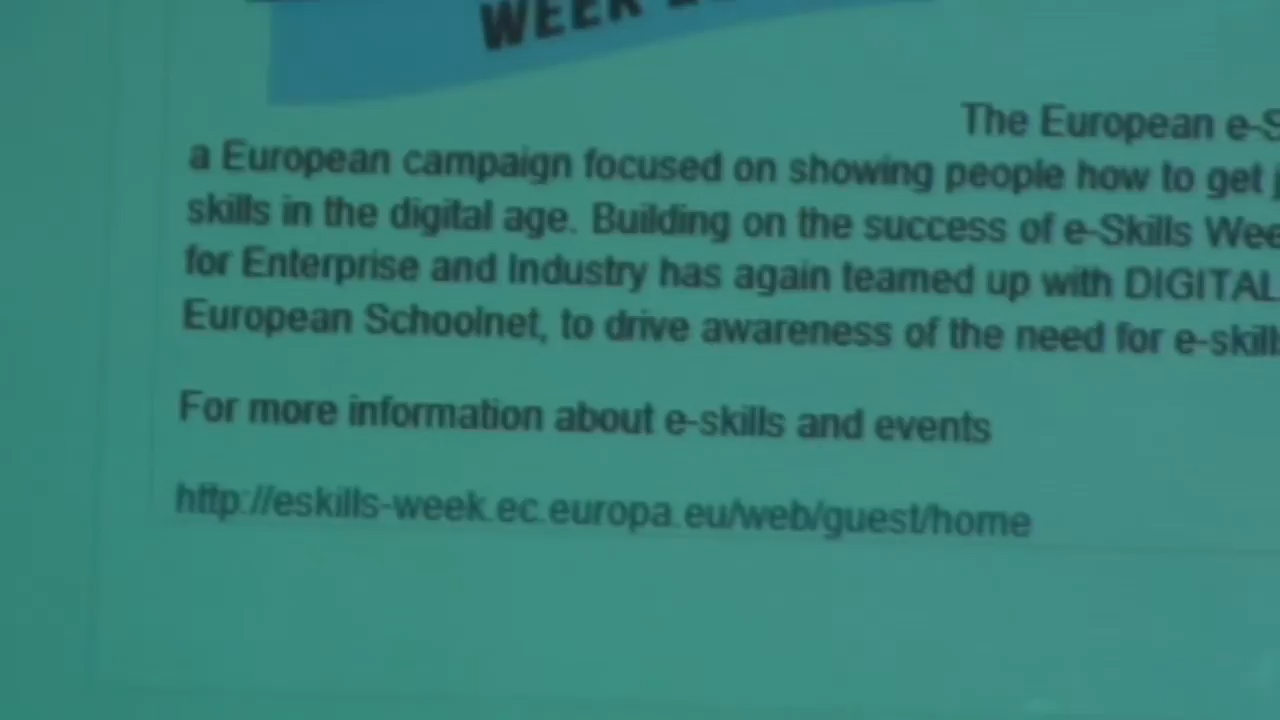 WEEK
The European
a European campaign focused on showing people how to get
skills in the digital age. Building on the success of e-Skills
for Enterprise and Industry has again teamed up with DIGITAL
European Schoolnet, to drive awareness of the need for
For more information about e-skills and events
http://eskills-week.ec.europa.eu/web/guest/home